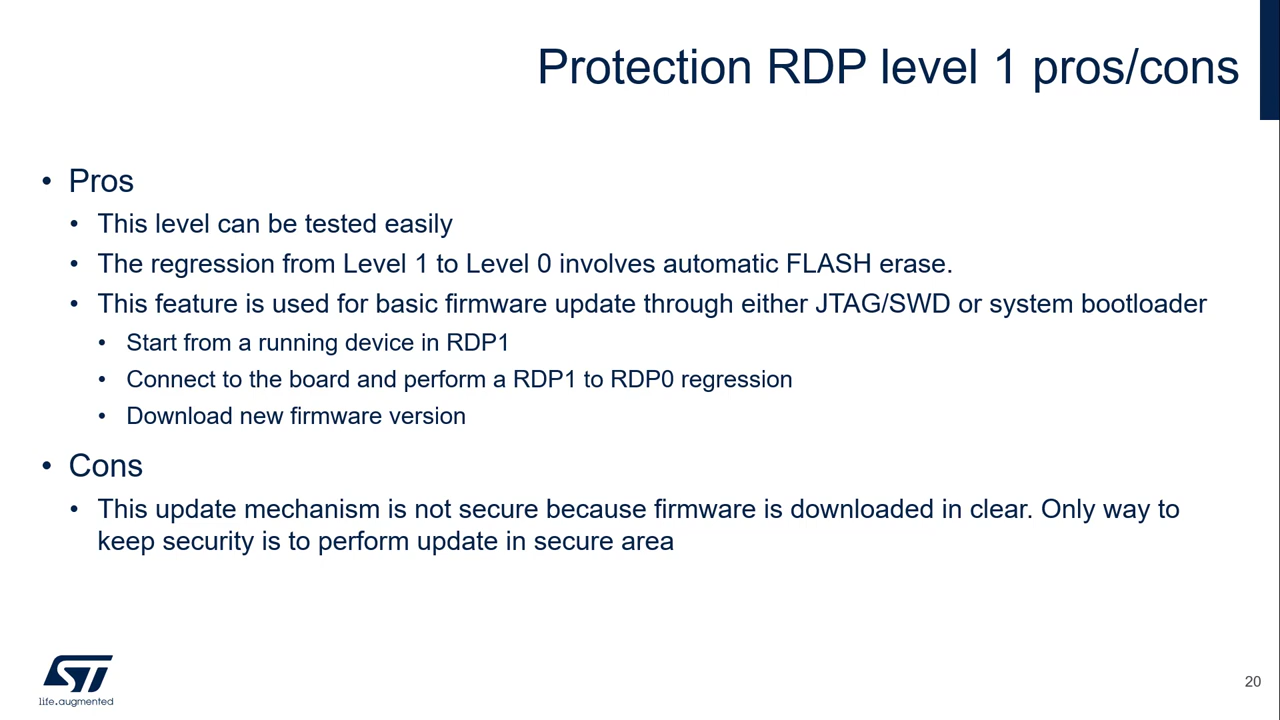 Protection RDP level 1 pros/cons
• Pros
• This level can be tested easily
• The regression from Level 1 to Level 0 involves automatic FLASH erase.
• This feature is used for basic firmware update through either JTAG/SWD or system bootloader
• Start from a running device in RDP1
• Connect to the board and perform a RDP1 to RDP0 regression
• Download new firmware version
• Cons
• This update mechanism is not secure because firmware is downloaded in clear. Only way to
keep security is to perform update in secure area
ST
life.augmented
20